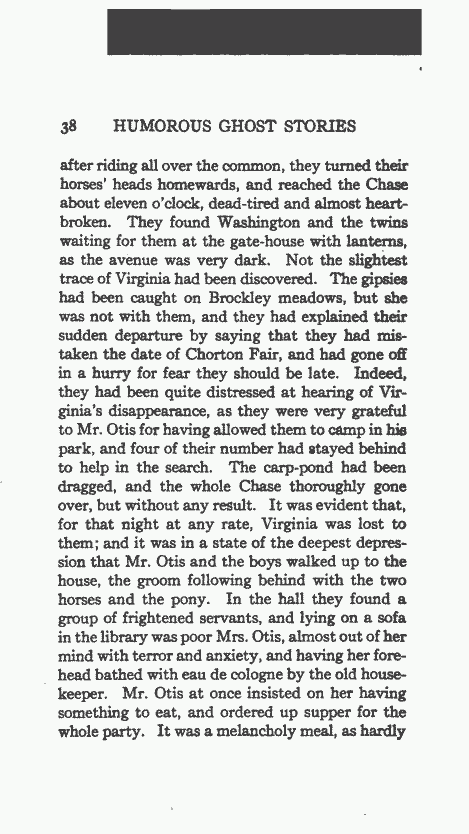 38 HUMOROUS GHOST STORIES
after riding all over the common, they turned their
horses' heads homewards, and reached the Chase
about eleven o'clock, dead-tired and almost heart-
broken. They found Washington and the twins
waiting for them at the gate-house with lanterns,
as the avenue was very dark. Not the slightest
trace of Virginia had been discovered. The gipsies
had been caught on Brockley meadows, but she
was not with them, and they had explained their
sudden departure by saying that they had mis-
taken the date of Chorton Fair, and had gone off
in a hurry for fear they should be late. Indeed,
they had been quite distressed at hearing of Vir-
ginia's disappearance, as they were very grateful
to Mr. Otis for having allowed them to camp in his
park, and four of their number had stayed behind
to help in the search. The carp-pond had been
dragged, and the whole Chase thoroughly gone
over, but without any result. It was evident that,
for that night at any rate, Virginia was lost to
them; and it was in a state of the deepest depres-
sion that Mr. Otis and the boys walked up to the
house, the groom following behind with the two
horses and the pony. In the hall they found a
group of frightened servants, and lying on a sofa
in the library was poor Mrs. Otis, almost out of her
mind with terror and anxiety, and having her fore-
head bathed with eau de cologne by the old house-
keeper. Mr. Otis at once insisted on her having
something to eat, and ordered up supper for the
whole party. It was a melancholy meal, as hardly